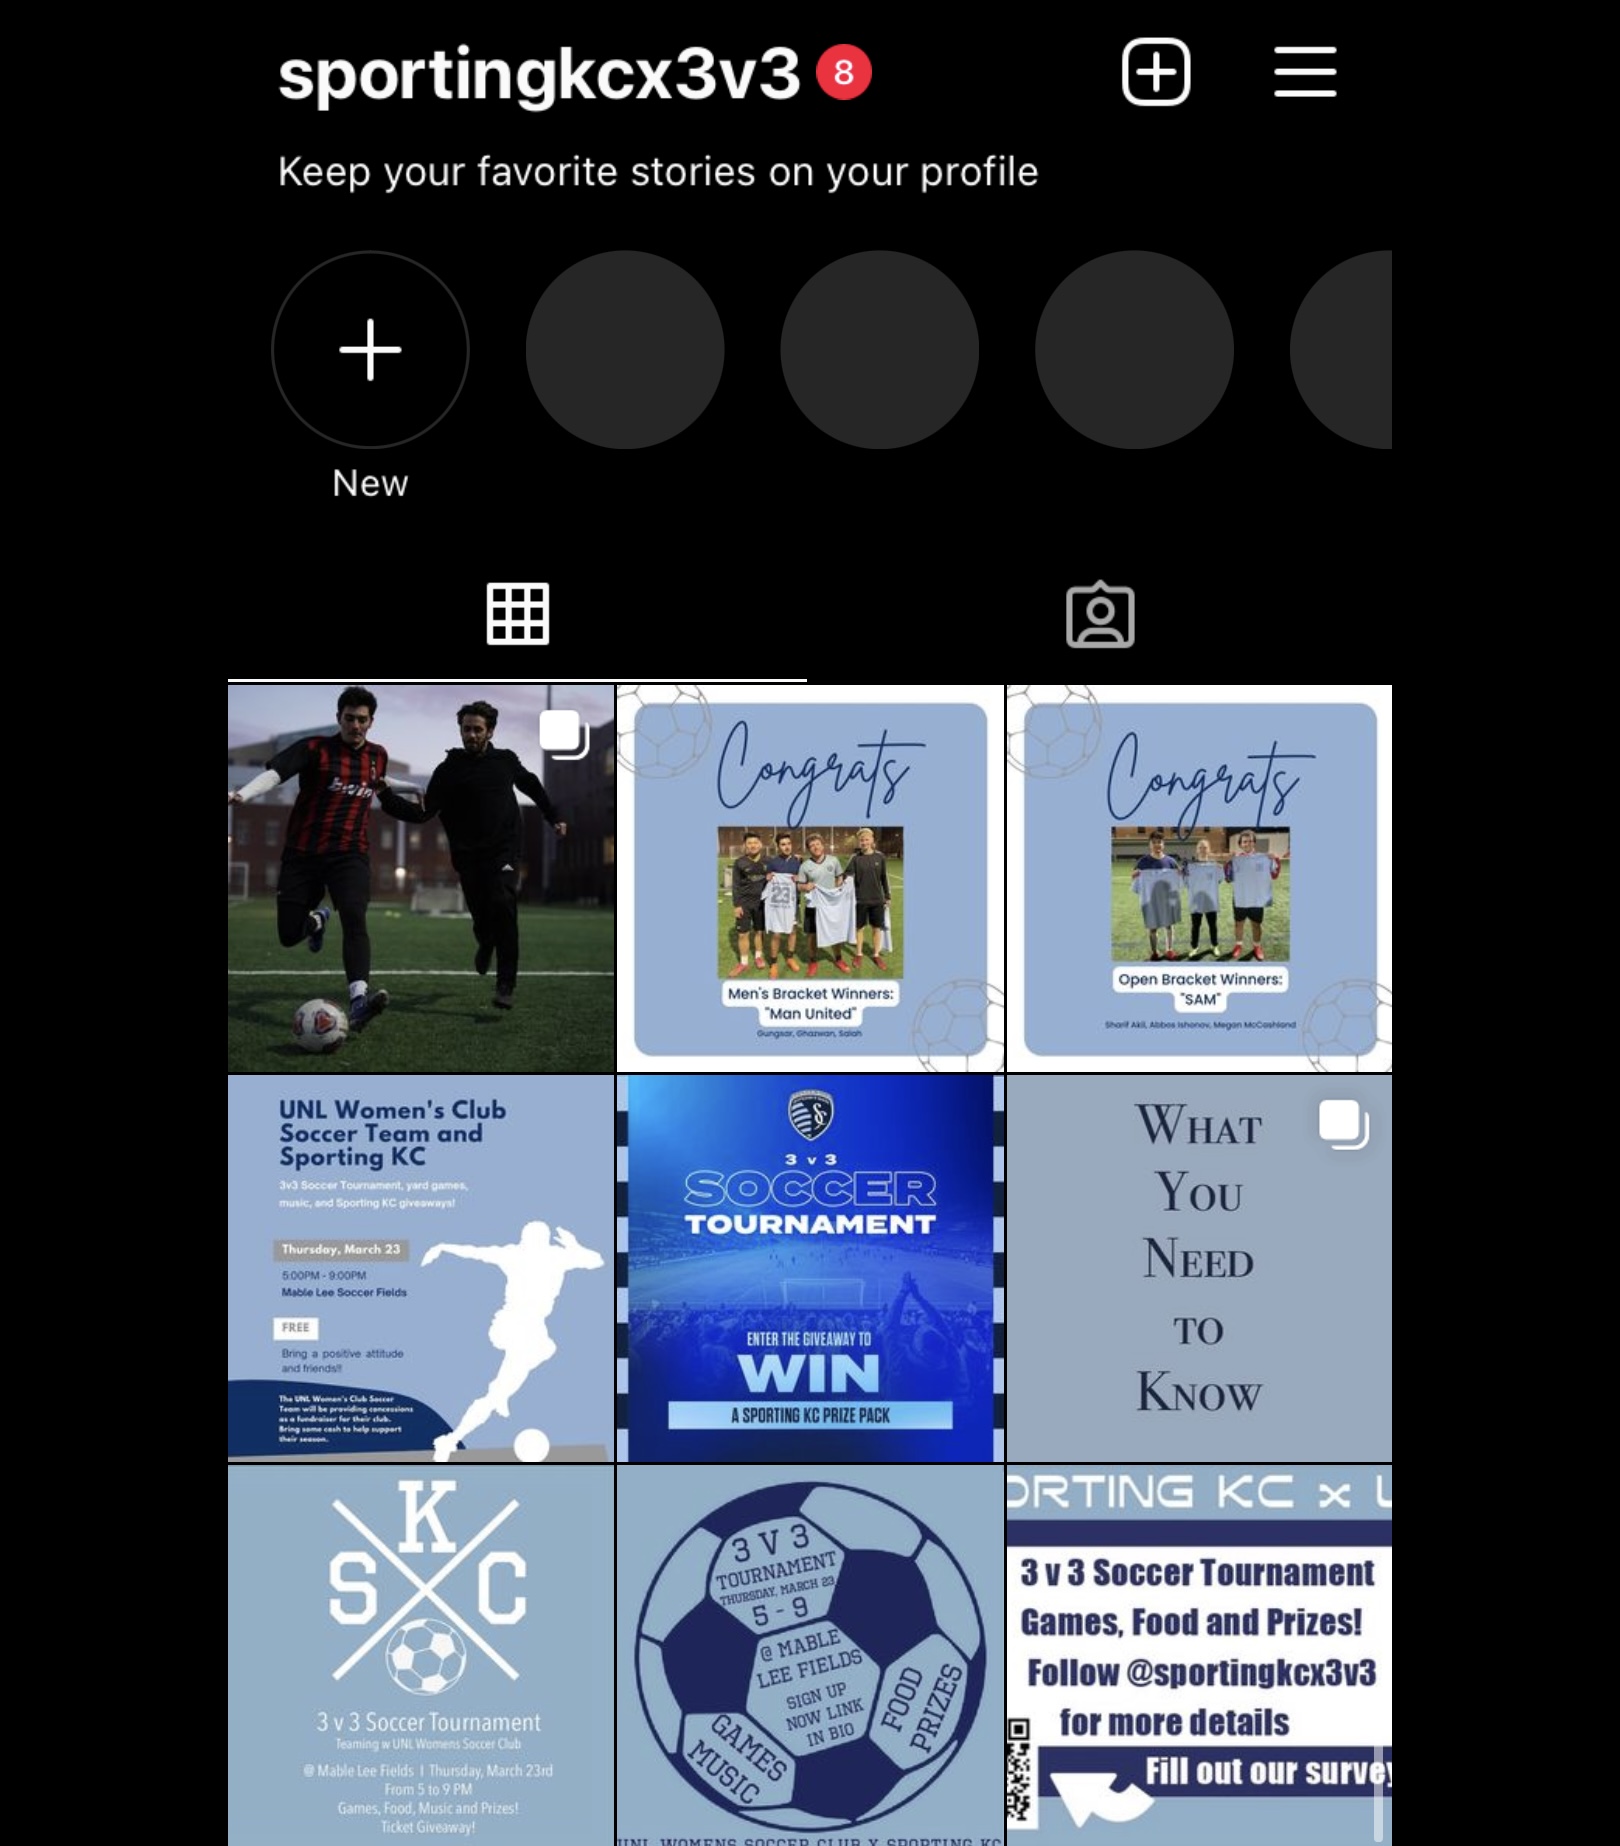 sportingkcx3v3 8
Keep your favorite stories on your profile
New
bwin
Congrats
23
Men's Bracket Winners:
"Man United"
Gungsar, Ghazwan, Salah
Congrats
Open Bracket Winners:
"SAM"
Sharif Akil, Abbos Ishonov, Megan McCashland
UNL Women's Club
Soccer Team and
Sporting KC
3v3 Soccer Tournament, yard games,
music, and Sporting KC giveaways!
Thursday, March 23
5:00PM - 9:00PM
Mable Lee Soccer Fields
FREE
Bring a positive attitude
and friends!!
The UNL Women's Club Soccer
Team will be providing concessions
as a fundraiser for their club.
Bring some cash to help support
their season.
3 v 3
SOCCER
TOURNAMENT
ENTER THE GIVEAWAY TO
WIN
A SPORTING KC PRIZE PACK
WHAT
YOU
NEED
TO
KNOW
K
S C
3 v 3 Soccer Tournament
Teaming w UNL Womens Soccer Club
@ Mable Lee Fields I Thursday, March 23rd
From 5 to 9 PM
Games, Food, Music and Prizes!
Ticket Giveaway!
3 V 3
TOURNAMENT
THURSDAY, MARCH 23
5 - 9
@ MABLE
LEE FIELDS
SIGN UP
NOW LINK
IN BIO
FOOD
PRIZES
GAMES
MUSIC
UNL WOMENS SOCCER CLUB X SPORTING KC
ORTING KC x U
3 v 3 Soccer Tournament
Games, Food and Prizes!
Follow @sportingkcx3v3
for more details
Fill out our survey